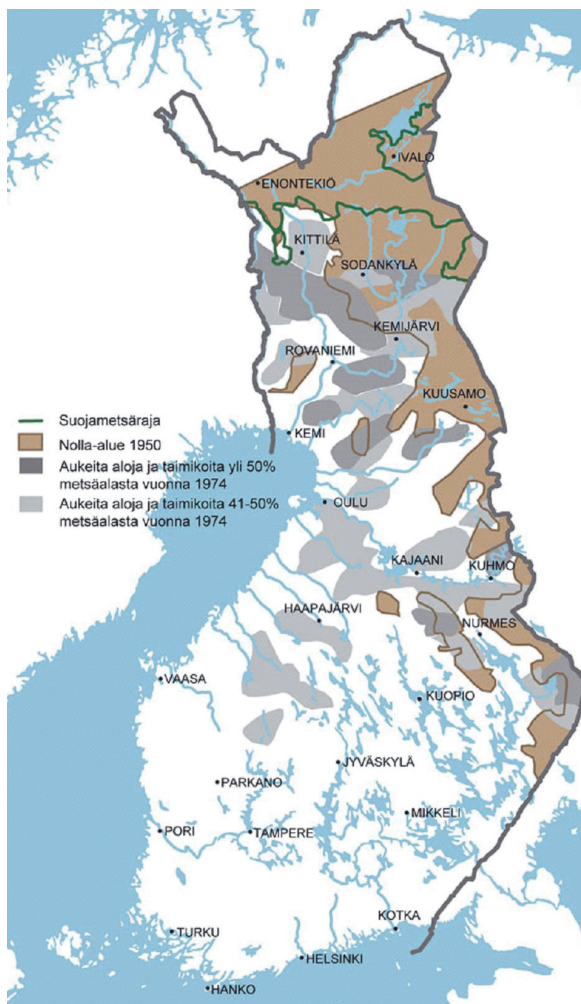 IVALO
ENONTEKIÖ
KITTILÄ
SODANKYLÄ
KEMIJÄRVI
ROVANIEMI
KUUSAMO
Suojametsäraja
Nolla-alue 1950
Aukeita aloja ja taimikoita yli 50%
metsäalasta vuonna 1974
Aukeita aloja ja taimikoita 41-50%
metsäalasta vuonna 1974
KEMI
OULU
KAJAANI
KUHMO
HAAPAJÄRVI
NURMES
VAASA
KUOPIO
JYVÄSKYLÄ
PARKANO
MIKKELI
PORI
TAMPERE
KOTKA
TURKU
HELSINKI
HANKO